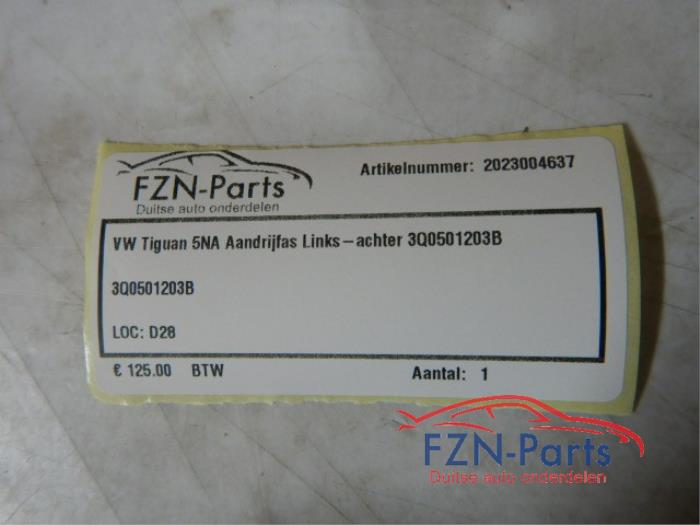 FZN-Parts
Duitse auto onderdelen
Artikelnummer: 2023004637
VW Tiguan 5NA Aandrijfas Links-achter 3Q0501203B
3Q0501203B
LOC: D28
€ 125.00 BTW
Aantal: 1
FZN-Parts
Duitse auto onderdelen